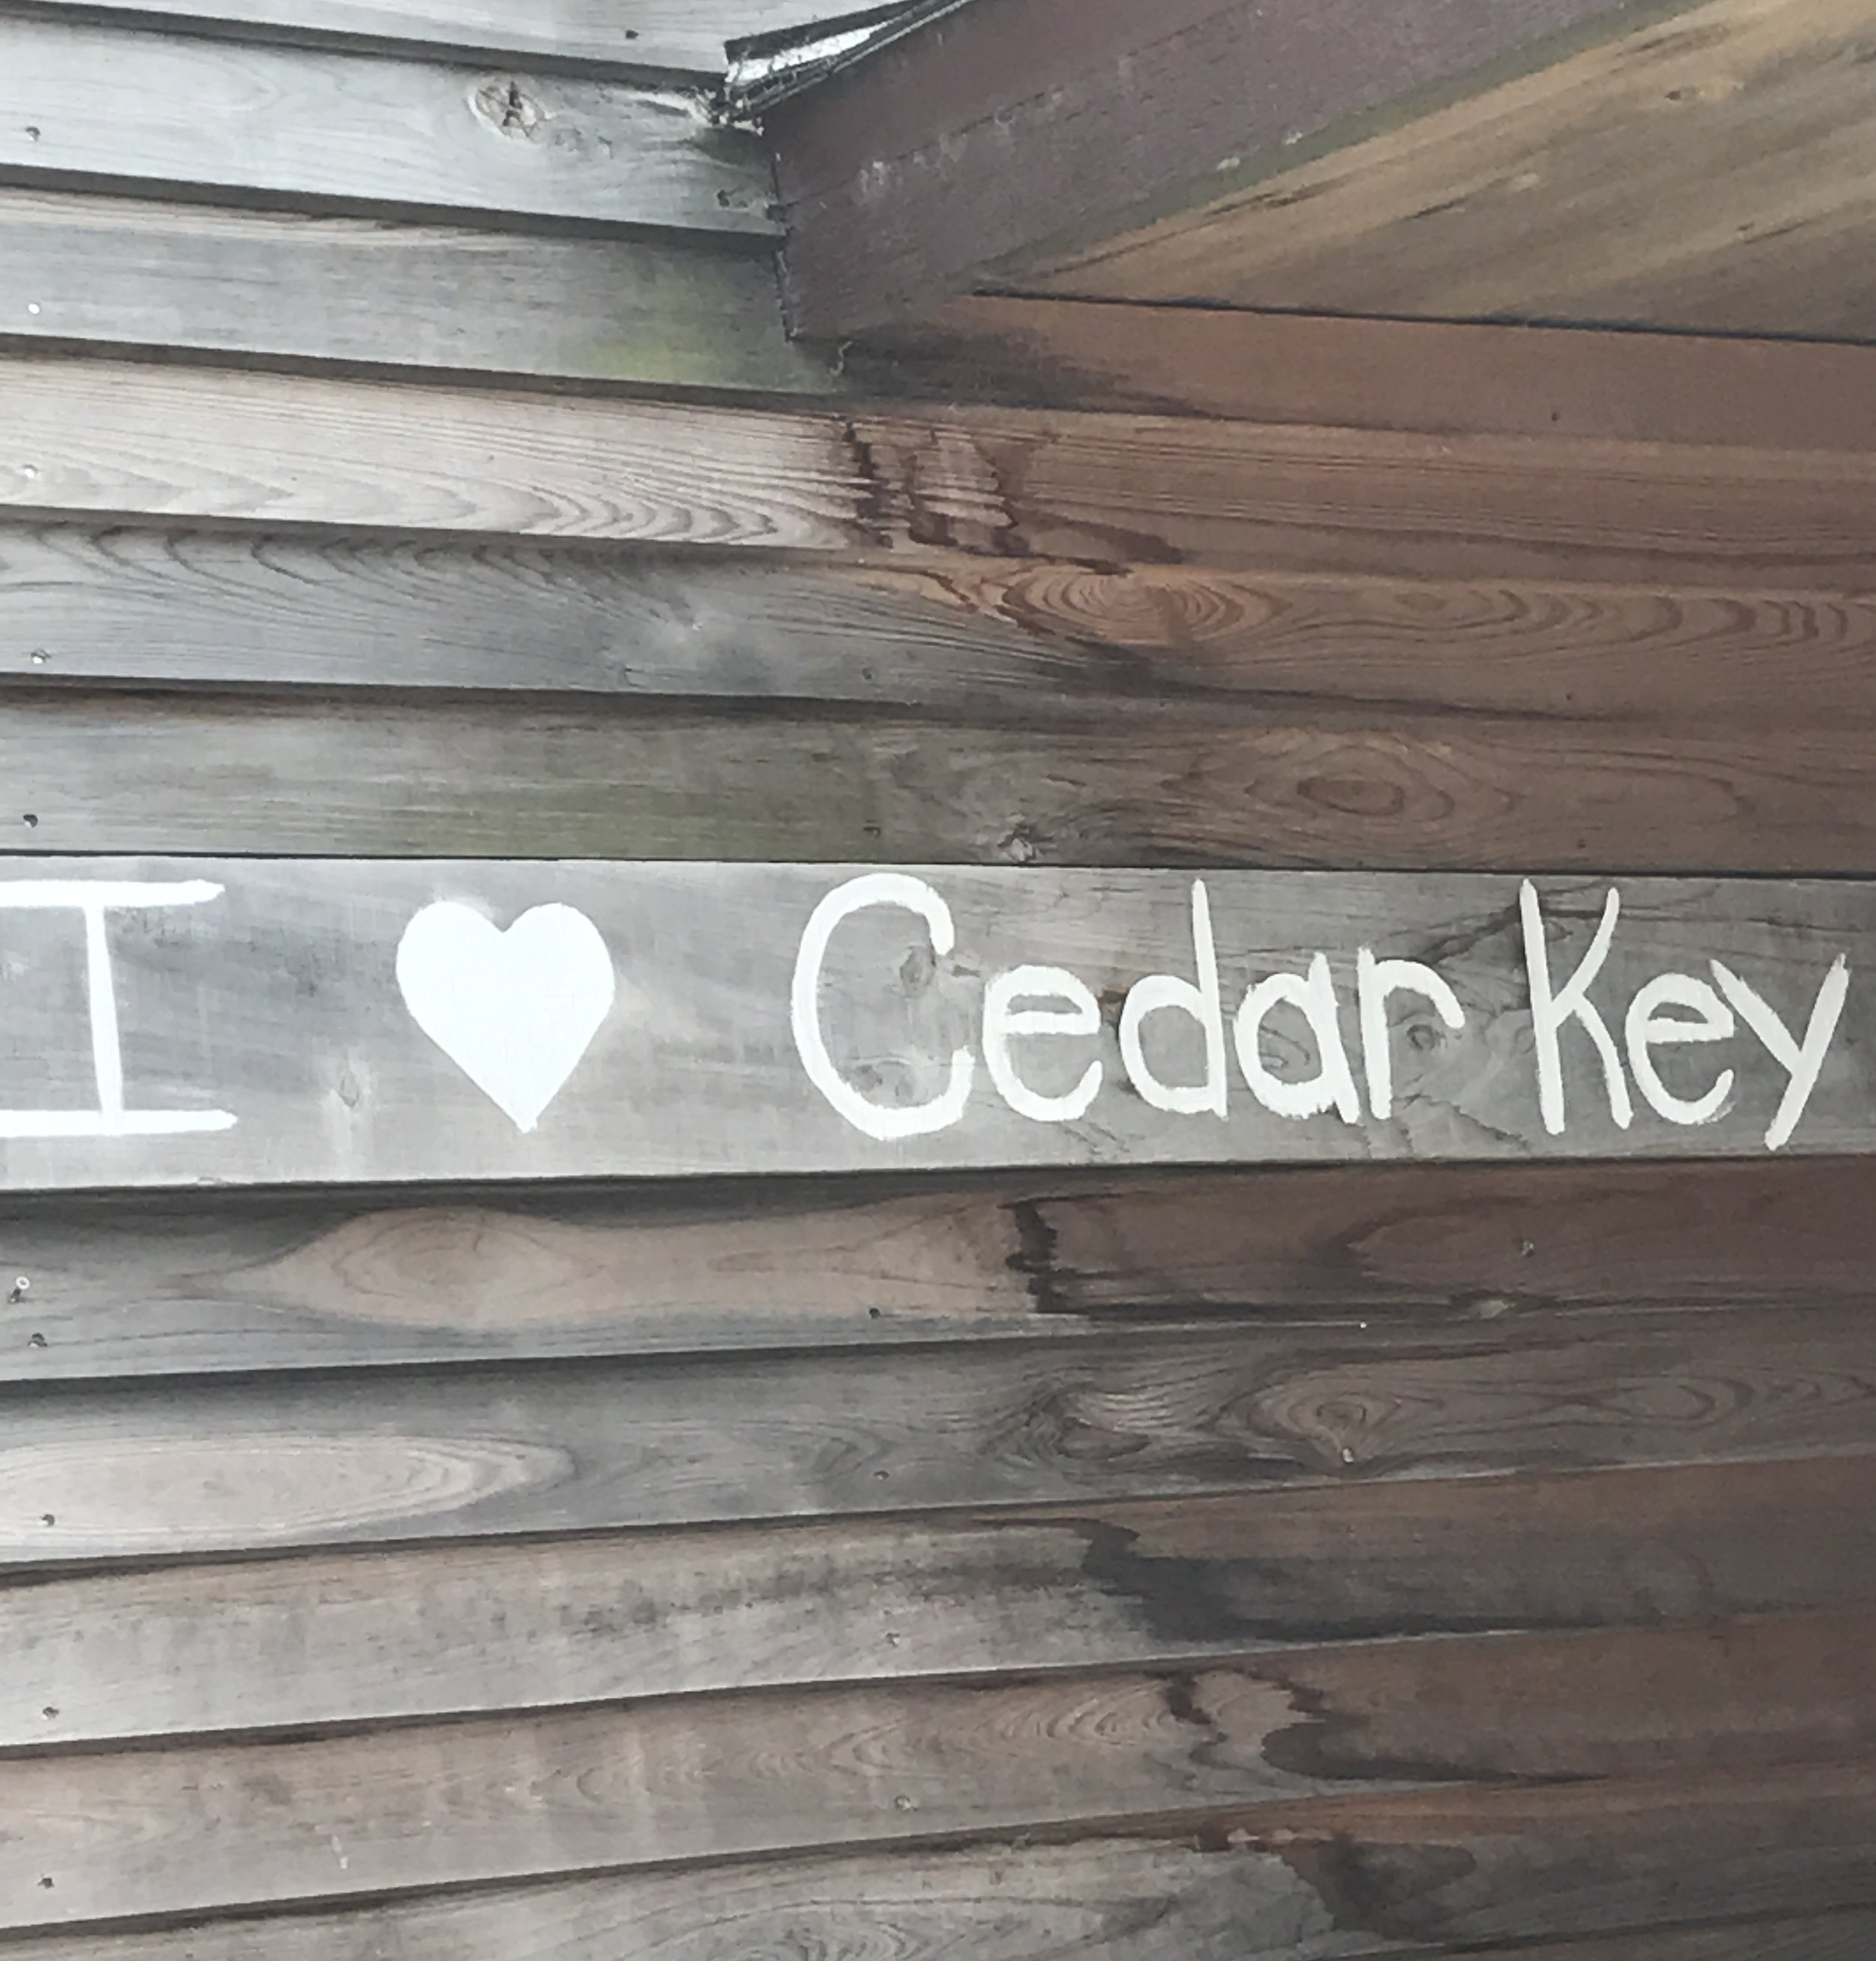 I ♥ Cedar Key